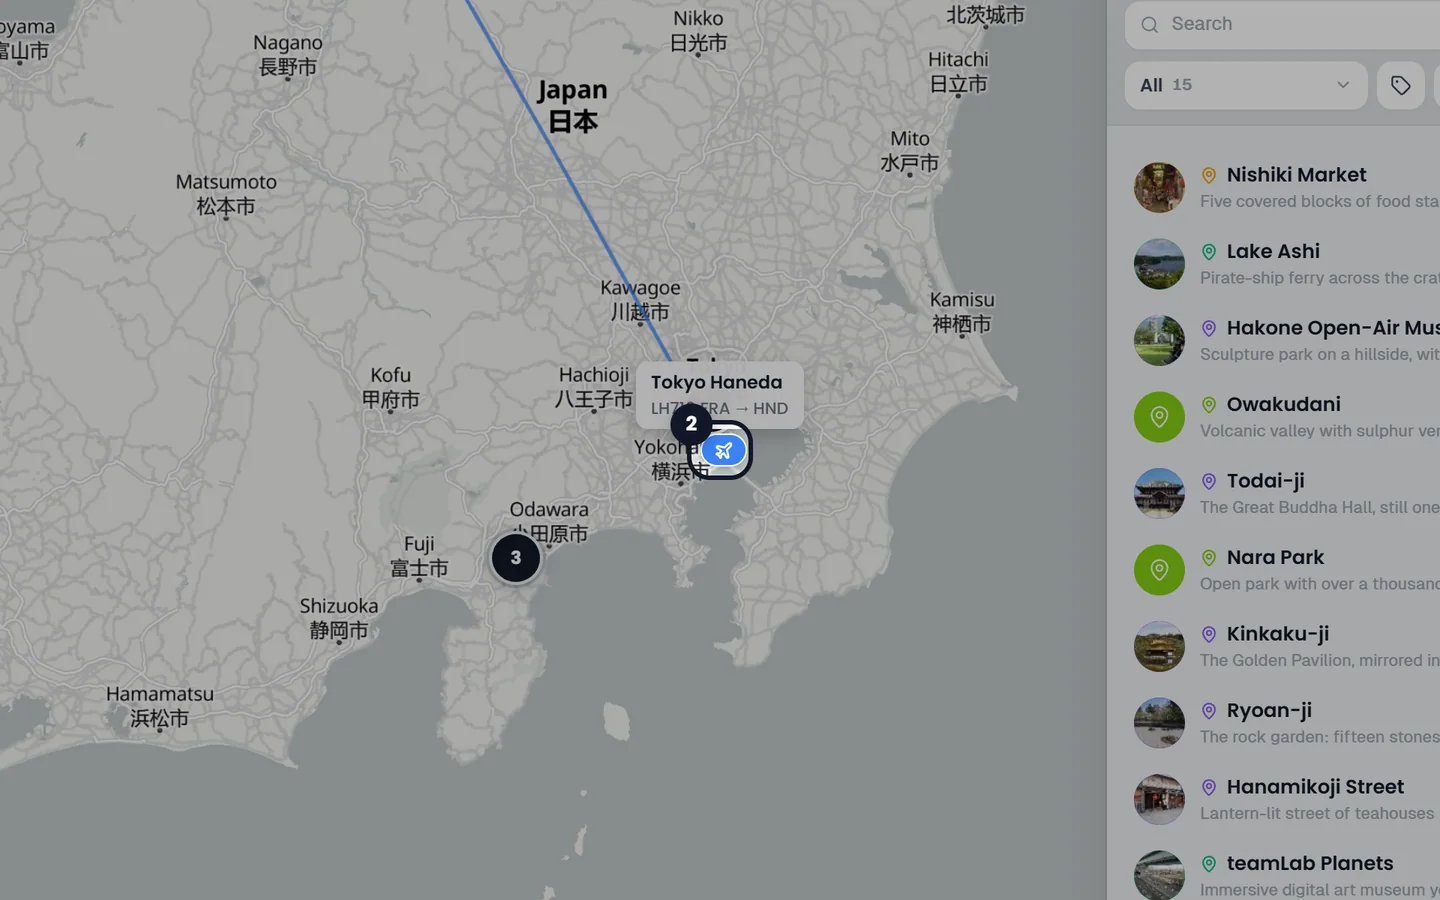 oyama
富山市
Nagano
長野市
Nikko
日光市
北茨城市
Hitachi
日立市
Japan
日本
Mito
水戸市
Matsumoto
松本市
Kawagoe
川越市
Kamisu
神栖市
Kofu
甲府市
Hachioji
八王子市
Tokyo Haneda
FRA → HND
2
横浜市
Odawara
小田原市
Fuji
富士市
3
Shizuoka
静岡市
Hamamatsu
浜松市
Search
All 15
Nishiki Market
Five covered blocks of food sta
Lake Ashi
Pirate-ship ferry across the crat
Hakone Open-Air Mus
Sculpture park on a hillside, wit
Owakudani
Volcanic valley with sulphur ven
Todai-ji
The Great Buddha Hall, still one
Nara Park
Open park with over a thousand
Kinkaku-ji
The Golden Pavilion, mirrored in
Ryoan-ji
The rock garden: fifteen stones
Hanamikoji Street
Lantern-lit street of teahouses
teamLab Planets
Immersive digital art museum y